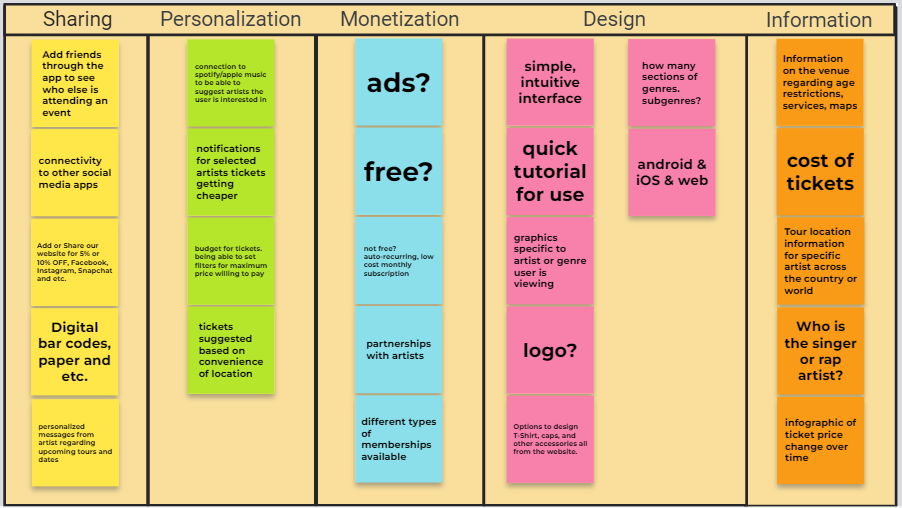 Sharing
Personalization
Monetization
Design
Information
Add friends
through the
app to see
who else is
attending an
event
connectivity
to other social
media apps
Add or Share our
website for 5% or
10% OFF, Facebook,
Instagram, Snapchat
and etc.
Digital
bar codes,
paper and
etc.
personalized
messages from
artist regarding
upcoming tours and
dates
connection to
spotify/apple music
to be able to
suggest artists the
user is interested in
notifications
for selected
artists tickets
getting
cheaper
budget for tickets.
being able to set
filters for maximum
price willing to pay
tickets
suggested
based on
convenience
of location
ads?
free?
not free?
auto-recurring, low
cost monthly
subscription
partnerships
with artists
different types
of
memberships
available
simple,
intuitive
interface
quick
tutorial
for use
graphics
specific to
artist or genre
user is
viewing
logo?
Options to design
T-Shirt, caps, and
other accessories all
from the website.
how many
sections of
genres.
subgenres?
android &
iOS & web
Information
on the venue
regarding age
restrictions,
services, maps
cost of
tickets
Tour location
information
for specific
artist across
the country or
world
Who is
the singer
or rap
artist?
infographic of
ticket price
change over
time